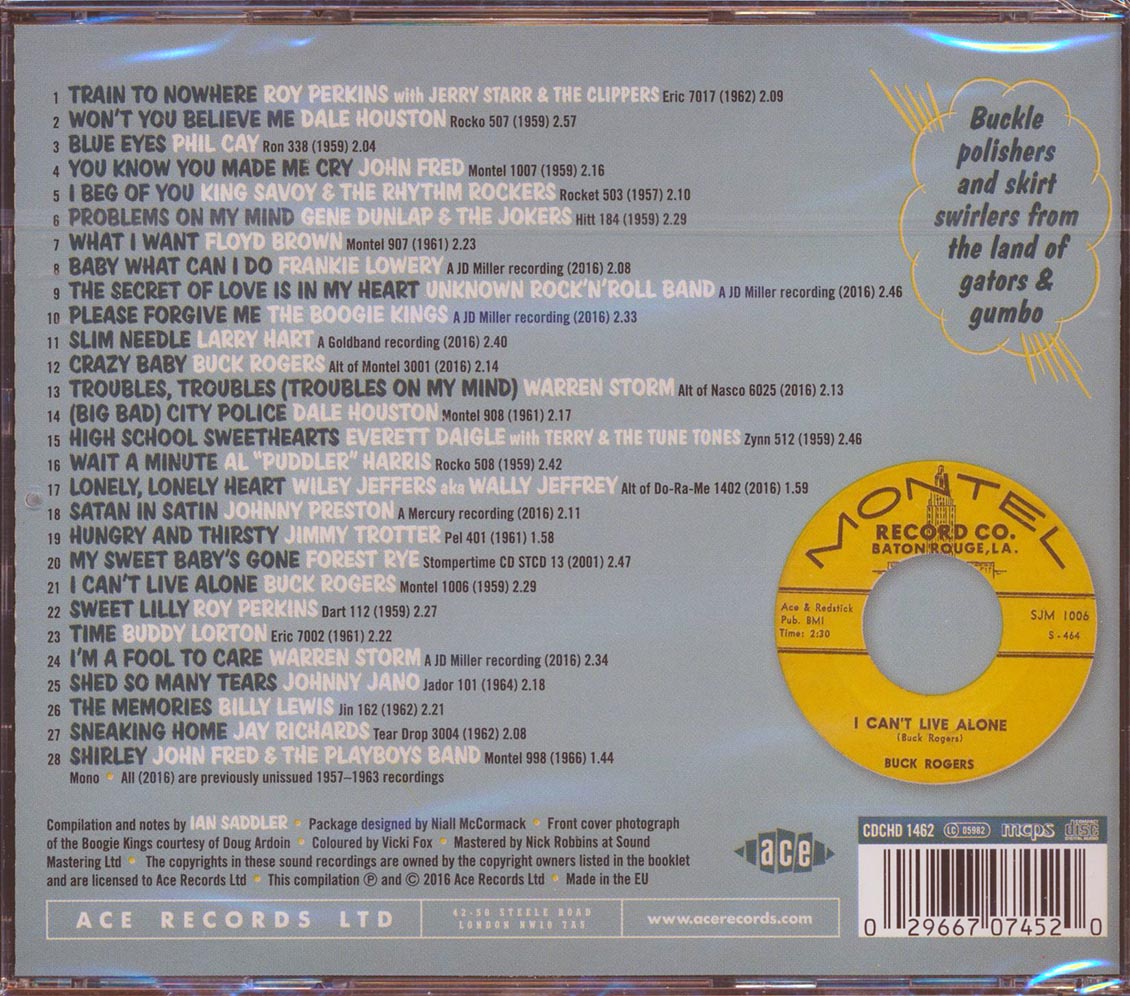 1 TRAIN TO NOWHERE ROY PERKINS with JERRY STARR & THE CLIPPERS Eric 7017 (1962) 2.09
2 WON'T YOU BELIEVE ME DALE HOUSTON Rocko 507 (1959) 2.57
3 BLUE EYES PHIL CAY Ron 338 (1959) 2.04
4 YOU KNOW YOU MADE ME CRY JOHN FRED Montel 1007 (1959) 2.16
5 I BEG OF YOU KING SAVOY & THE RHYTHM ROCKERS Rocket 503 (1957) 2.10
6 PROBLEMS ON MY MIND GENE DUNLAP & THE JOKERS Hitt 184 (1959) 2.29
7 WHAT I WANT FLOYD BROWN Montel 907 (1961) 2.23
8 BABY WHAT CAN I DO FRANKIE LOWERY A JD Miller recording (2016) 2.08
9 THE SECRET OF LOVE IS IN MY HEART UNKNOWN ROCK'N'ROLL BAND A JD Miller recording (2016) 2.46
10 PLEASE FORGIVE ME THE BOOGIE KINGS A JD Miller recording (2016) 2.33
11 SLIM NEEDLE LARRY HART A Goldband recording (2016) 2.40
12 CRAZY BABY BUCK ROGERS Alt of Montel 3001 (2016) 2.14
13 TROUBLES, TROUBLES (TROUBLES ON MY MIND) WARREN STORM Alt of Nasco 6025 (2016) 2.13
14 (BIG BAD) CITY POLICE DALE HOUSTON Montel 908 (1961) 2.17
15 HIGH SCHOOL SWEETHEARTS EVERETT DAIGLE with TERRY & THE TUNE TONES Zynn 512 (1959) 2.46
16 WAIT A MINUTE AL "PUDDLER" HARRIS Rocko 508 (1959) 2.42
17 LONELY, LONELY HEART WILEY JEFFERS aka WALLY JEFFREY Alt of Do-Ra-Me 1402 (2016) 1.59
18 SATAN IN SATIN JOHNNY PRESTON A Mercury recording (2016) 2.11
19 HUNGRY AND THIRSTY JIMMY TROTTER Pel 401 (1961) 1.58
20 MY SWEET BABY'S GONE FOREST RYE Stompertime CD STCD 13 (2001) 2.47
21 I CAN'T LIVE ALONE BUCK ROGERS Montel 1006 (1959) 2.29
22 SWEET LILLY ROY PERKINS Dart 112 (1959) 2.27
23 TIME BUDDY LORTON Eric 7002 (1961) 2.22
24 I'M A FOOL TO CARE WARREN STORM A JD Miller recording (2016) 2.34
25 SHED SO MANY TEARS JOHNNY JANO Jador 101 (1964) 2.18
26 THE MEMORIES BILLY LEWIS Jin 162 (1962) 2.21
27 SNEAKING HOME JAY RICHARDS Tear Drop 3004 (1962) 2.08
28 SHIRLEY JOHN FRED & THE PLAYBOYS BAND Montel 998 (1966) 1.44
Mono • All (2016) are previously unissued 1957–1963 recordings
Buckle
polishers
and skirt
swirlers from
the land of
gators &
gumbo
MONTEL
RECORD CO.
BATON ROUGE, LA.
Ace & Redstick
Pub. BMI
Time: 2:30
SJM 1006
S-464
I CAN'T LIVE ALONE
(Buck Rogers)
BUCK ROGERS
Compilation and notes by IAN SADDLER • Package designed by Niall McCormack • Front cover photograph
of the Boogie Kings courtesy of Doug Ardoin • Coloured by Vicki Fox • Mastered by Nick Robbins at Sound
Mastering Ltd • The copyrights in these sound recordings are owned by the copyright owners listed in the booklet
and are licensed to Ace Records Ltd • This compilation ℗ and © 2016 Ace Records Ltd • Made in the EU
ace
CDCHD 1462 LC 05982 mcps COMPACT disc DIGITAL AUDIO
0 29667 07452 0
ACE RECORDS LTD
42-50 STEELE ROAD
LONDON NW10 7AS
www.acerecords.com